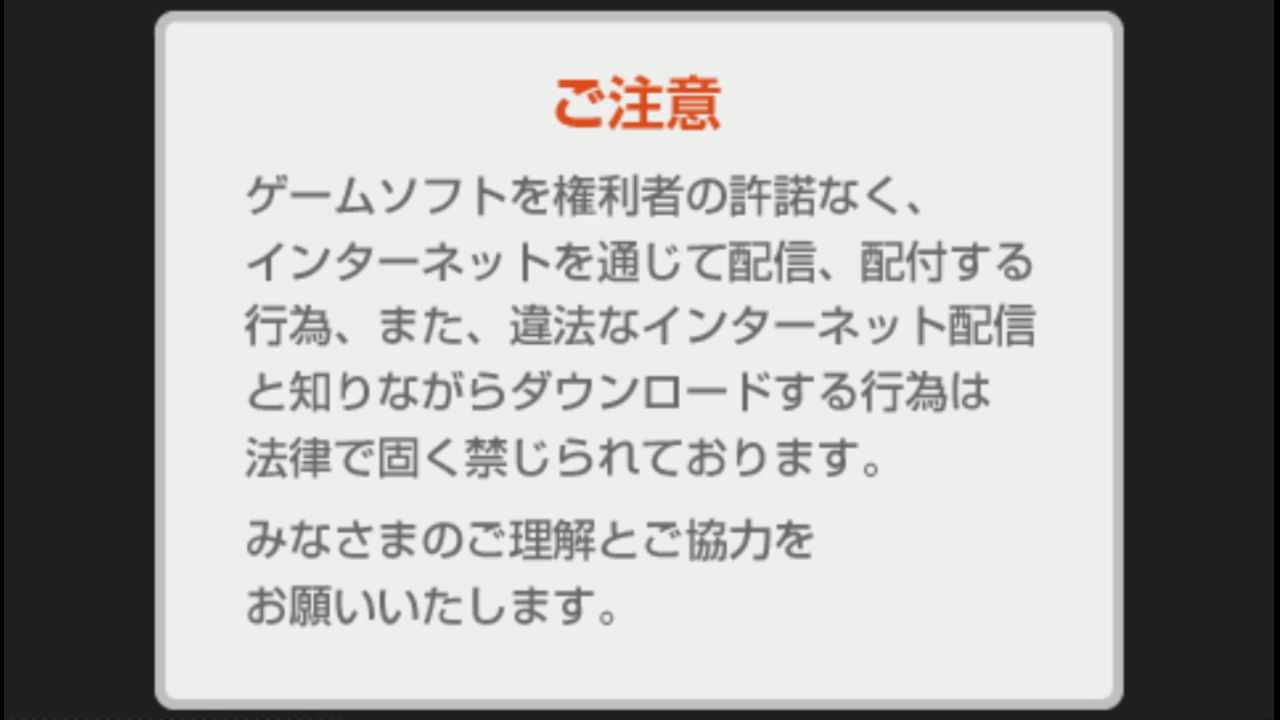 ご注意
ゲームソフトを権利者の許諾なく、
インターネットを通じて配信、配付する
行為、また、違法なインターネット配信
と知りながらダウンロードする行為は
法律で固く禁じられております。
みなさまのご理解とご協力を
お願いいたします。